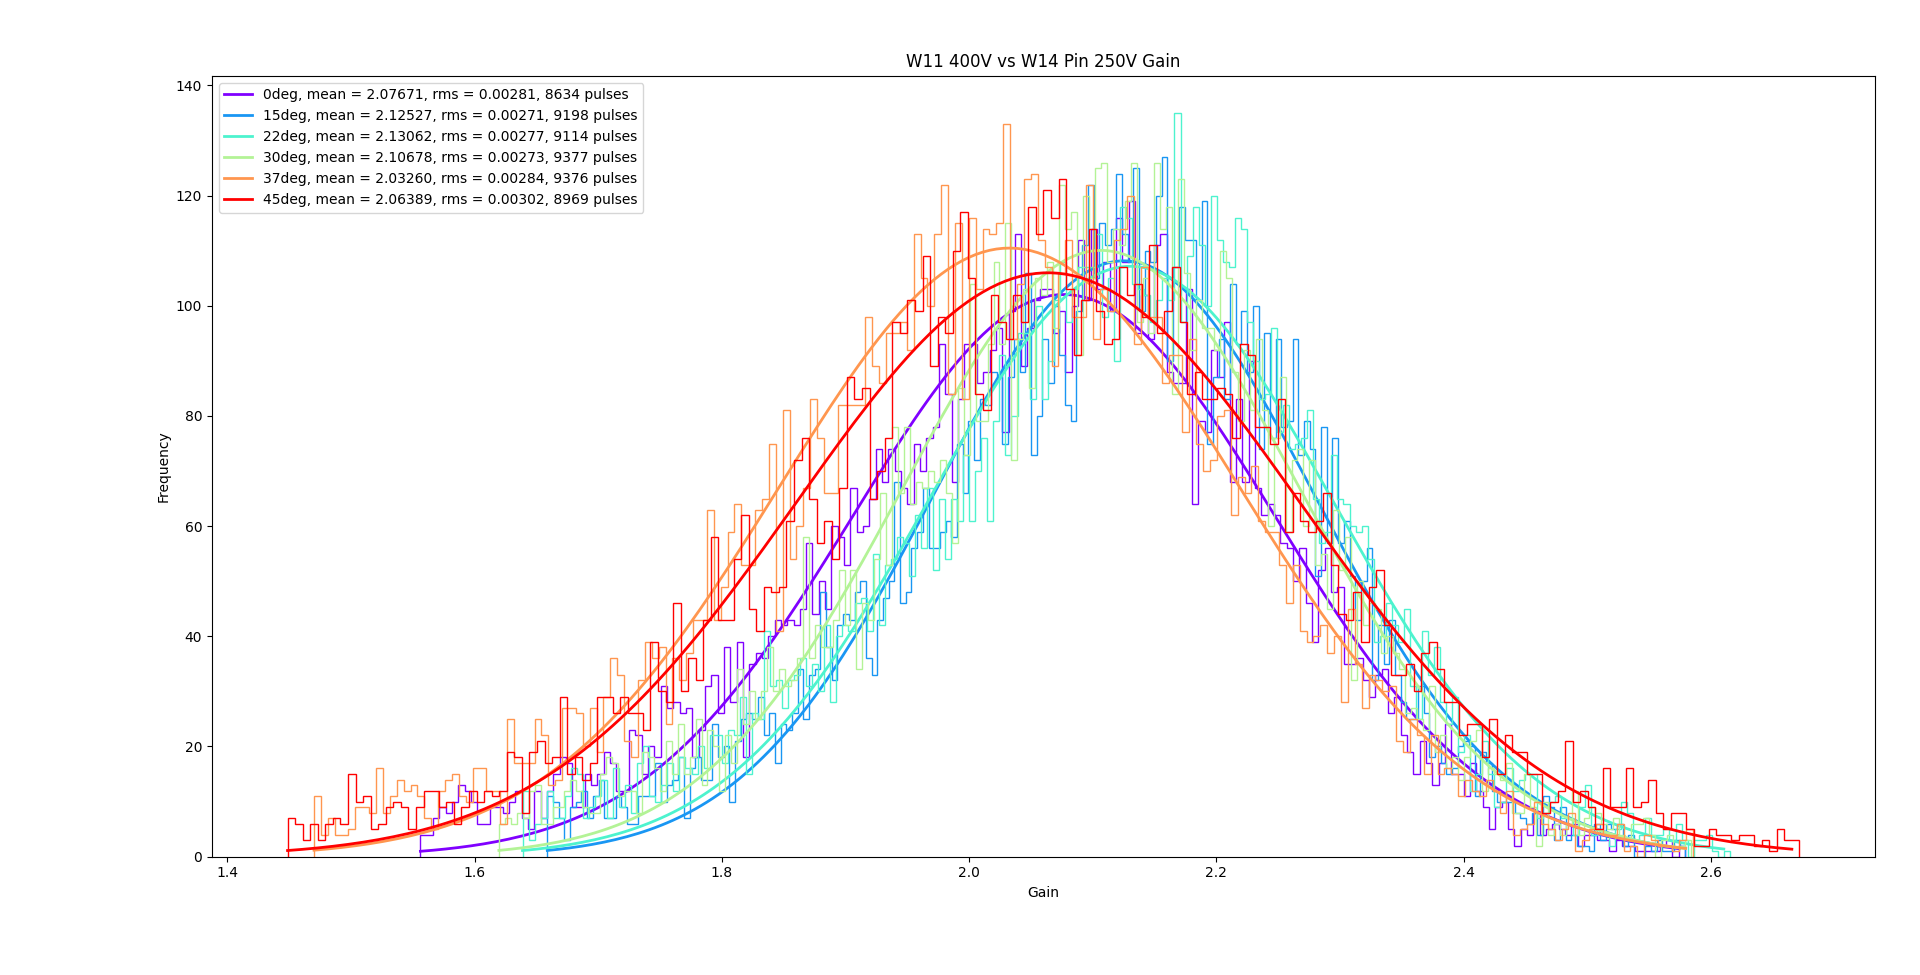 W11 400V vs W14 Pin 250V Gain
0deg, mean = 2.07671, rms = 0.00281, 8634 pulses
15deg, mean = 2.12527, rms = 0.00271, 9198 pulses
22deg, mean = 2.13062, rms = 0.00277, 9114 pulses
30deg, mean = 2.10678, rms = 0.00273, 9377 pulses
37deg, mean = 2.03260, rms = 0.00284, 9376 pulses
45deg, mean = 2.06389, rms = 0.00302, 8969 pulses
140
120
100
80
60
40
20
0
Frequency
1.4 1.6 1.8 2.0 2.2 2.4 2.6
Gain